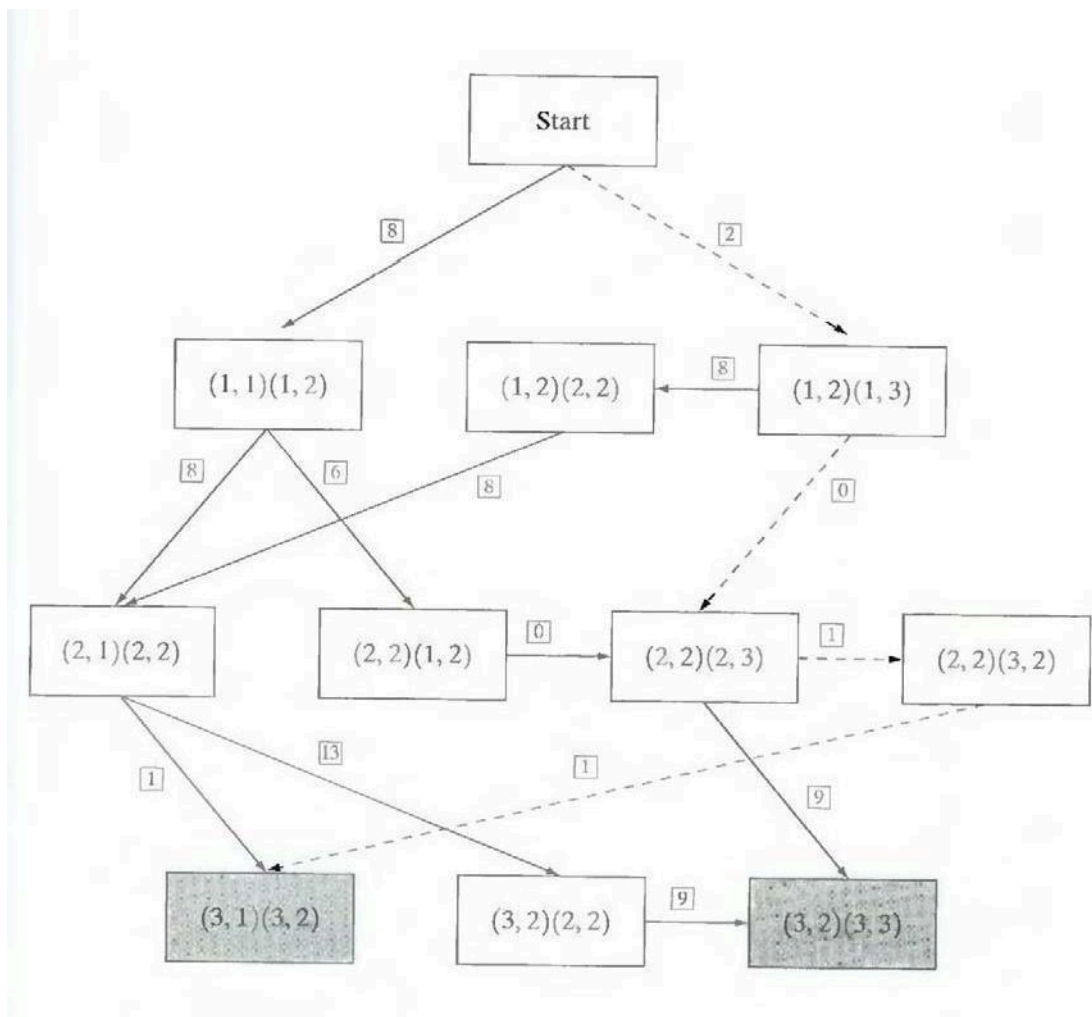 Start
8
2
(1, 1)(1, 2)
(1, 2)(2, 2)
8
(1, 2)(1, 3)
8
6
8
0
(2, 1)(2, 2)
(2, 2)(1, 2)
0
(2, 2)(2, 3)
1
(2, 2)(3, 2)
1
13
1
9
(3, 1)(3, 2)
(3, 2)(2, 2)
9
(3, 2)(3, 3)